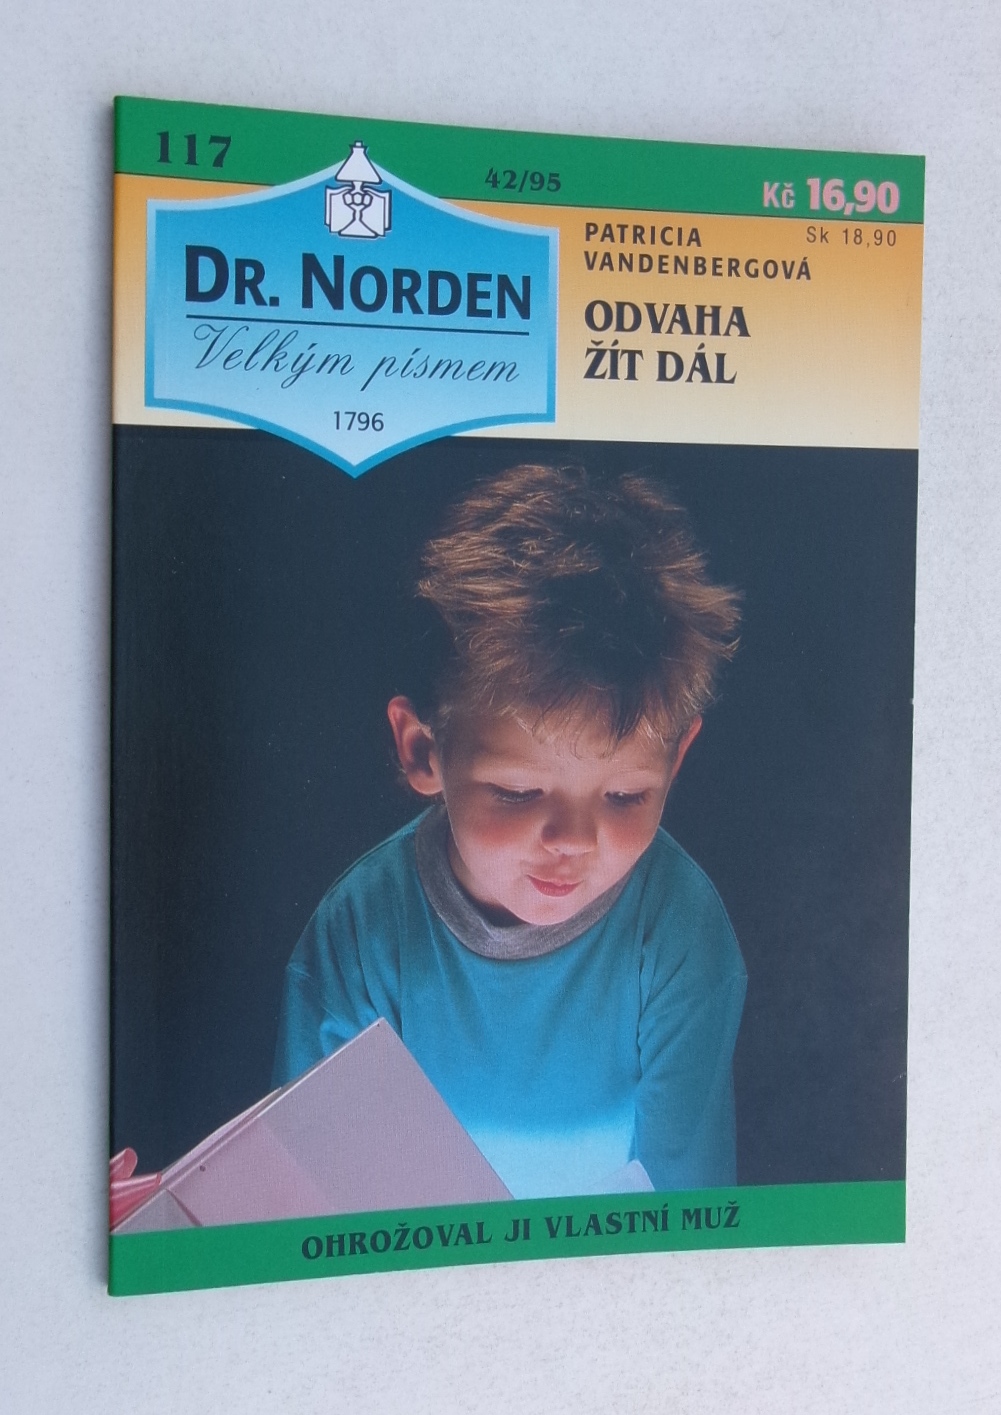 117
42/95
Kč 16,90
Sk 18,90
DR. NORDEN
Velkým písmem
1796
PATRICIA
VANDENBERGOVÁ
ODVAHA
ŽÍT DÁL
OHROŽOVAL JI VLASTNÍ MUŽ